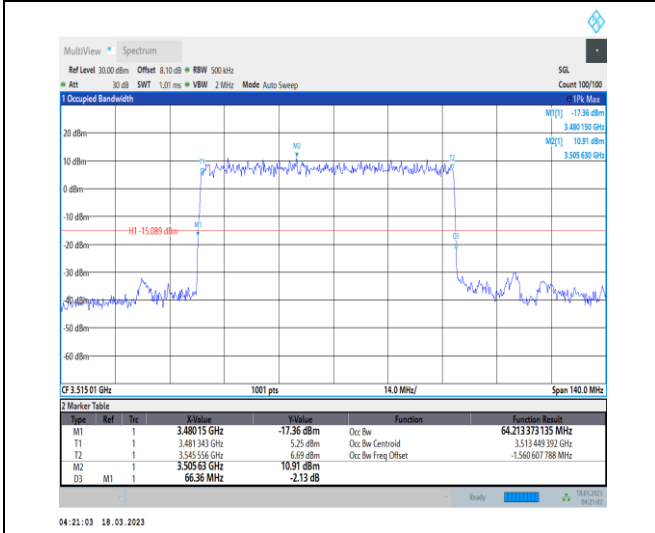 MultiView Spectrum
Ref Level 30.00 dBm Offset 8.10 dB RBW 500 kHz SGL
Att 30 dB SWT 1.01 ms VBW 2 MHz Mode Auto Sweep Count 100/100
1 Occupied Bandwidth 1Pk Max
M1[1] -17.36 dBm
3.480 150 GHz
M2[1] 10.91 dBm
3.505 630 GHz
20 dBm
M2
T1
T2
10 dBm
0 dBm
-10 dBm
M1
H1 -15.089 dBm
D3
-20 dBm
-30 dBm
-40 dBm
-50 dBm
-60 dBm
CF 3.515 01 GHz 1001 pts 14.0 MHz/ Span 140.0 MHz
2 Marker Table
Type Ref Trc X-Value Y-Value Function Function Result
M1 1 3.480 15 GHz -17.36 dBm Occ Bw 64.213 373 135 MHz
T1 1 3.481 343 GHz 5.25 dBm Occ Bw Centroid 3.513 449 392 GHz
T2 1 3.545 556 GHz 6.69 dBm Occ Bw Freq Offset -1.560 607 788 MHz
M2 1 3.505 63 GHz 10.91 dBm
D3 M1 1 66.36 MHz -2.13 dB
Ready 18.03.2023
04:21:02
04:21:03 18.03.2023